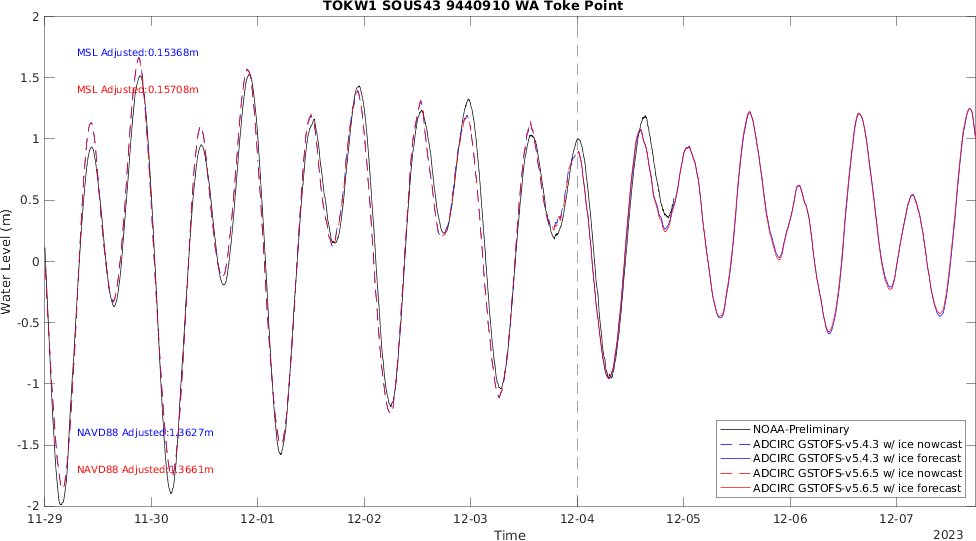 TOKW1 SOUS43 9440910 WA Toke Point
2
1.5
1
0.5
0
-0.5
-1
-1.5
-2
Water Level (m)
MSL Adjusted:0.15368m
MSL Adjusted:0.15708m
NAVD88 Adjusted:1.3627m
NAVD88 Adjusted:1.3661m
NOAA-Preliminary
ADCIRC GSTOFS-v5.4.3 w/ ice nowcast
ADCIRC GSTOFS-v5.4.3 w/ ice forecast
ADCIRC GSTOFS-v5.6.5 w/ ice nowcast
ADCIRC GSTOFS-v5.6.5 w/ ice forecast
11-29 11-30 12-01 12-02 12-03 12-04 12-05 12-06 12-07
Time
2023